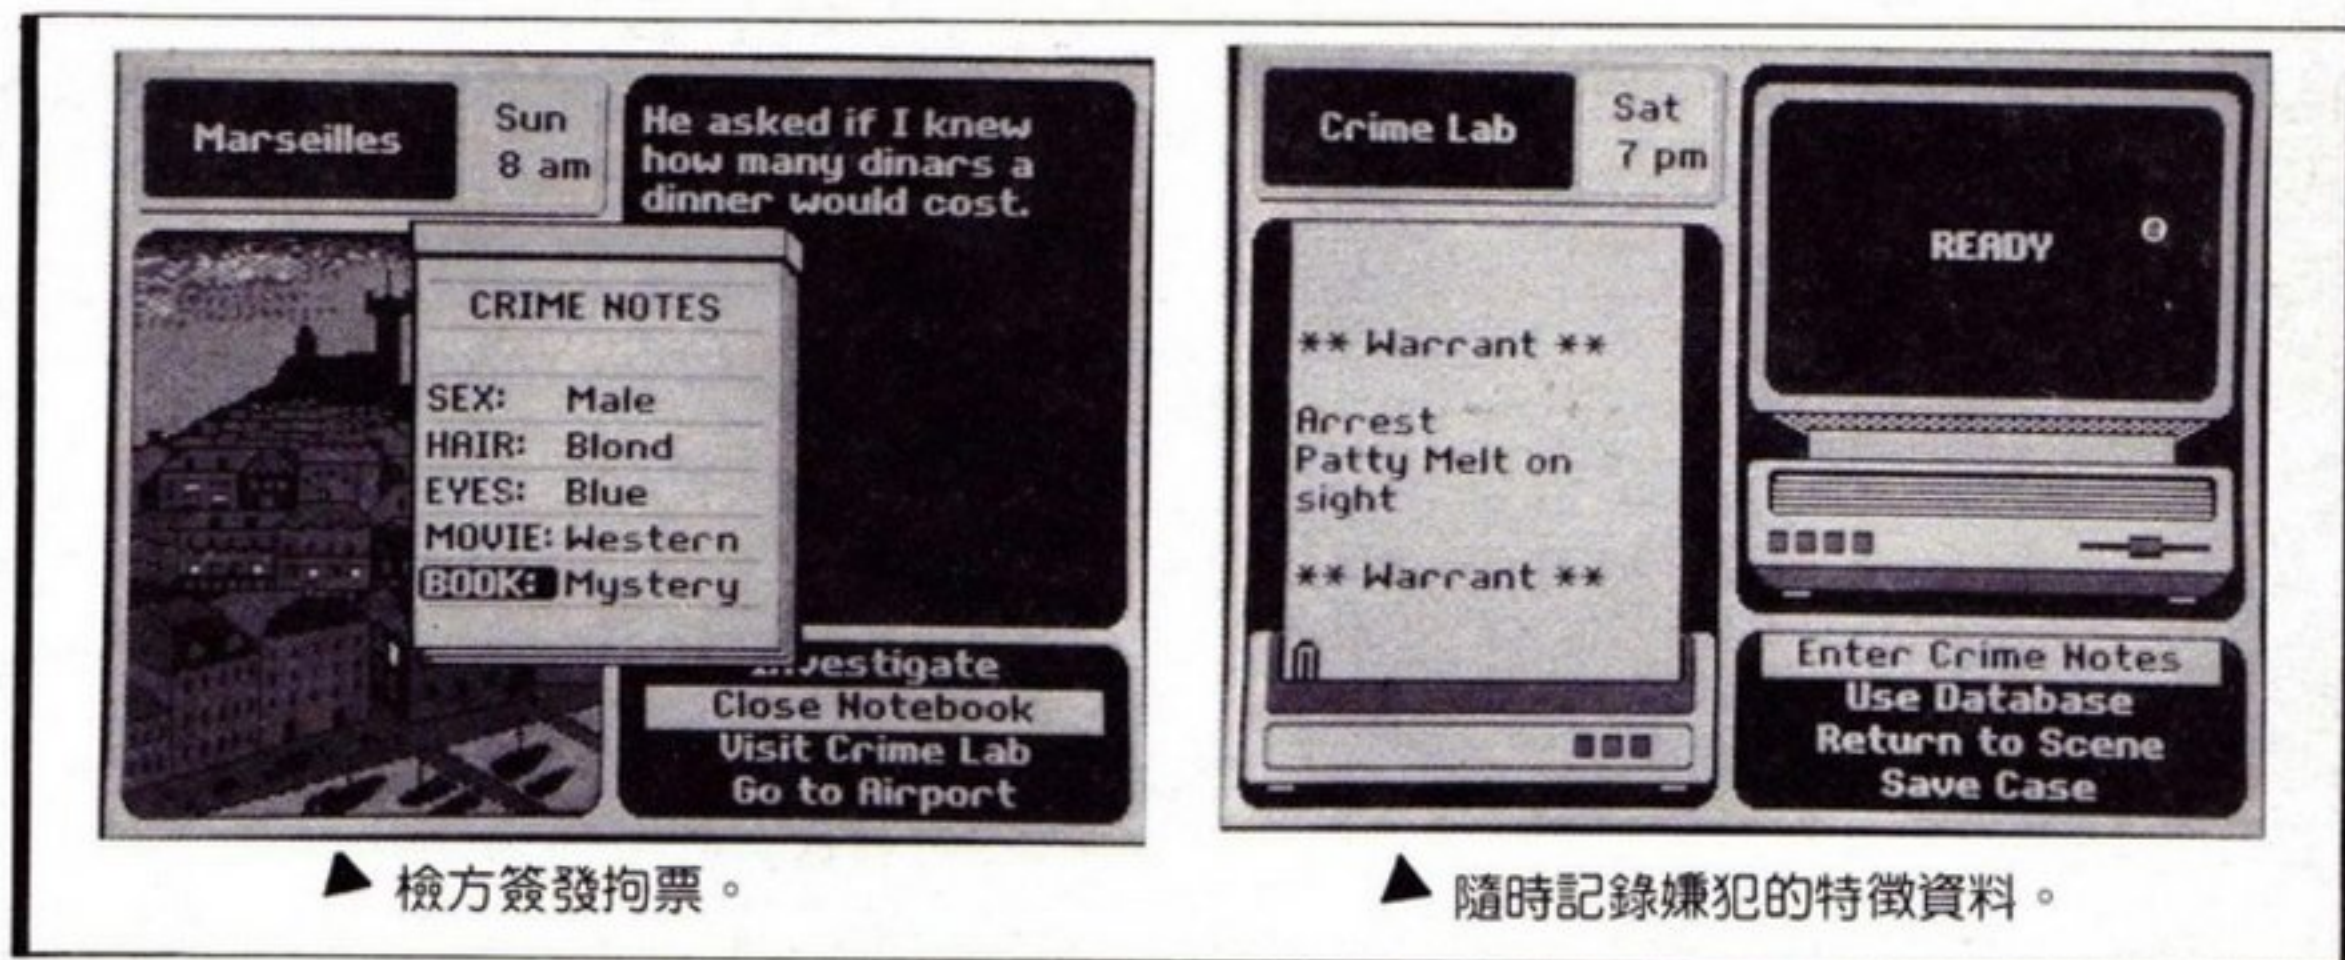 Marseilles
Sun
8 am
He asked if I knew
how many dinars a
dinner would cost.
CRIME NOTES
SEX: Male
HAIR: Blond
EYES: Blue
MOVIE: Western
BOOK: Mystery
Investigate
Close Notebook
Visit Crime Lab
Go to Airport
▲ 檢方簽發拘票。
Crime Lab
Sat
7 pm
READY
** Warrant **
Arrest
Patty Melt on
sight
** Warrant **
Enter Crime Notes
Use Database
Return to Scene
Save Case
▲ 隨時記錄嫌犯的特徵資料。